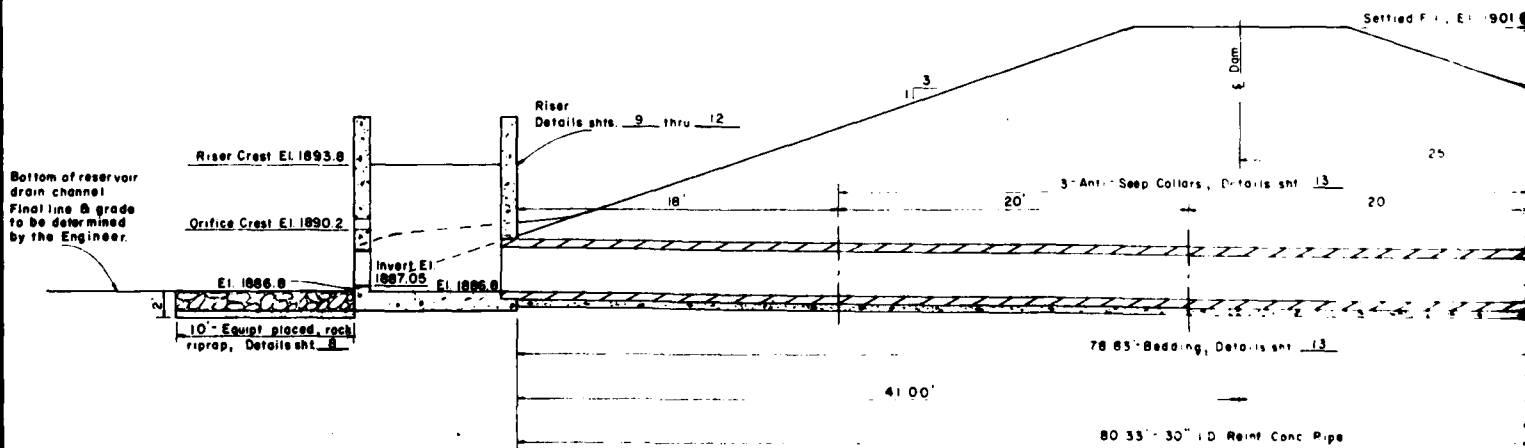 Settled Fill, El. 1901
3
1
℄ Dam
Riser
Details shts. 9 thru 12
Riser Crest El. 1893.8
25
Bottom of reservoir
drain channel
Final line & grade
to be determined
by the Engineer.
3-Anti-Seep Collars, Details sht 13
18'
20'
20
Orifice Crest El. 1890.2
Invert El.
1887.05
El. 1886.8
El. 1886.8
2'
10'- Equipt placed, rock
riprap, Details sht. 8
78.83'-Bedding, Details sht 13
41.00'
80.33'- 30" I.D. Reinf. Conc. Pipe